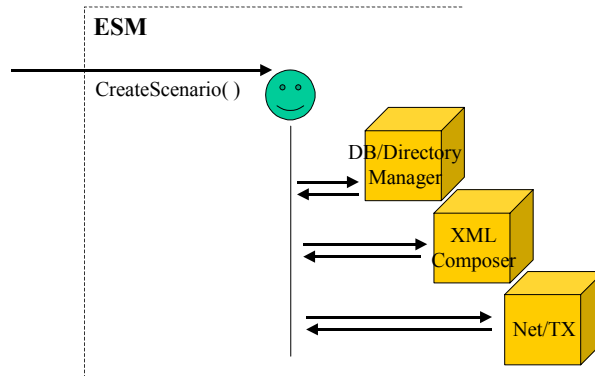 ESM
CreateScenario( )
DB/Directory
Manager
XML
Composer
Net/TX